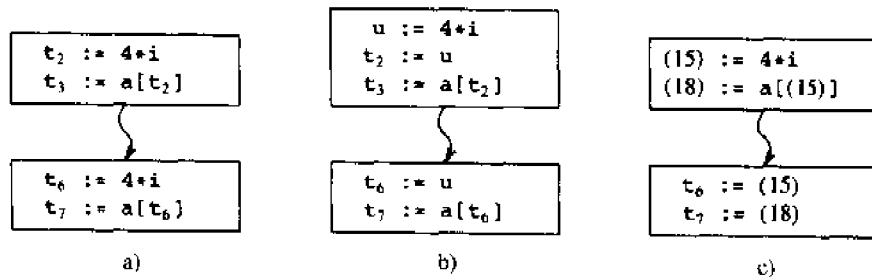 t₂ := 4*i
t₃ := a[t₂]
t₆ := 4*i
t₇ := a[t₆]
a)
u := 4*i
t₂ := u
t₃ := a[t₂]
t₆ := u
t₇ := a[t₆]
b)
(15) := 4*i
(18) := a[(15)]
t₆ := (15)
t₇ := (18)
c)